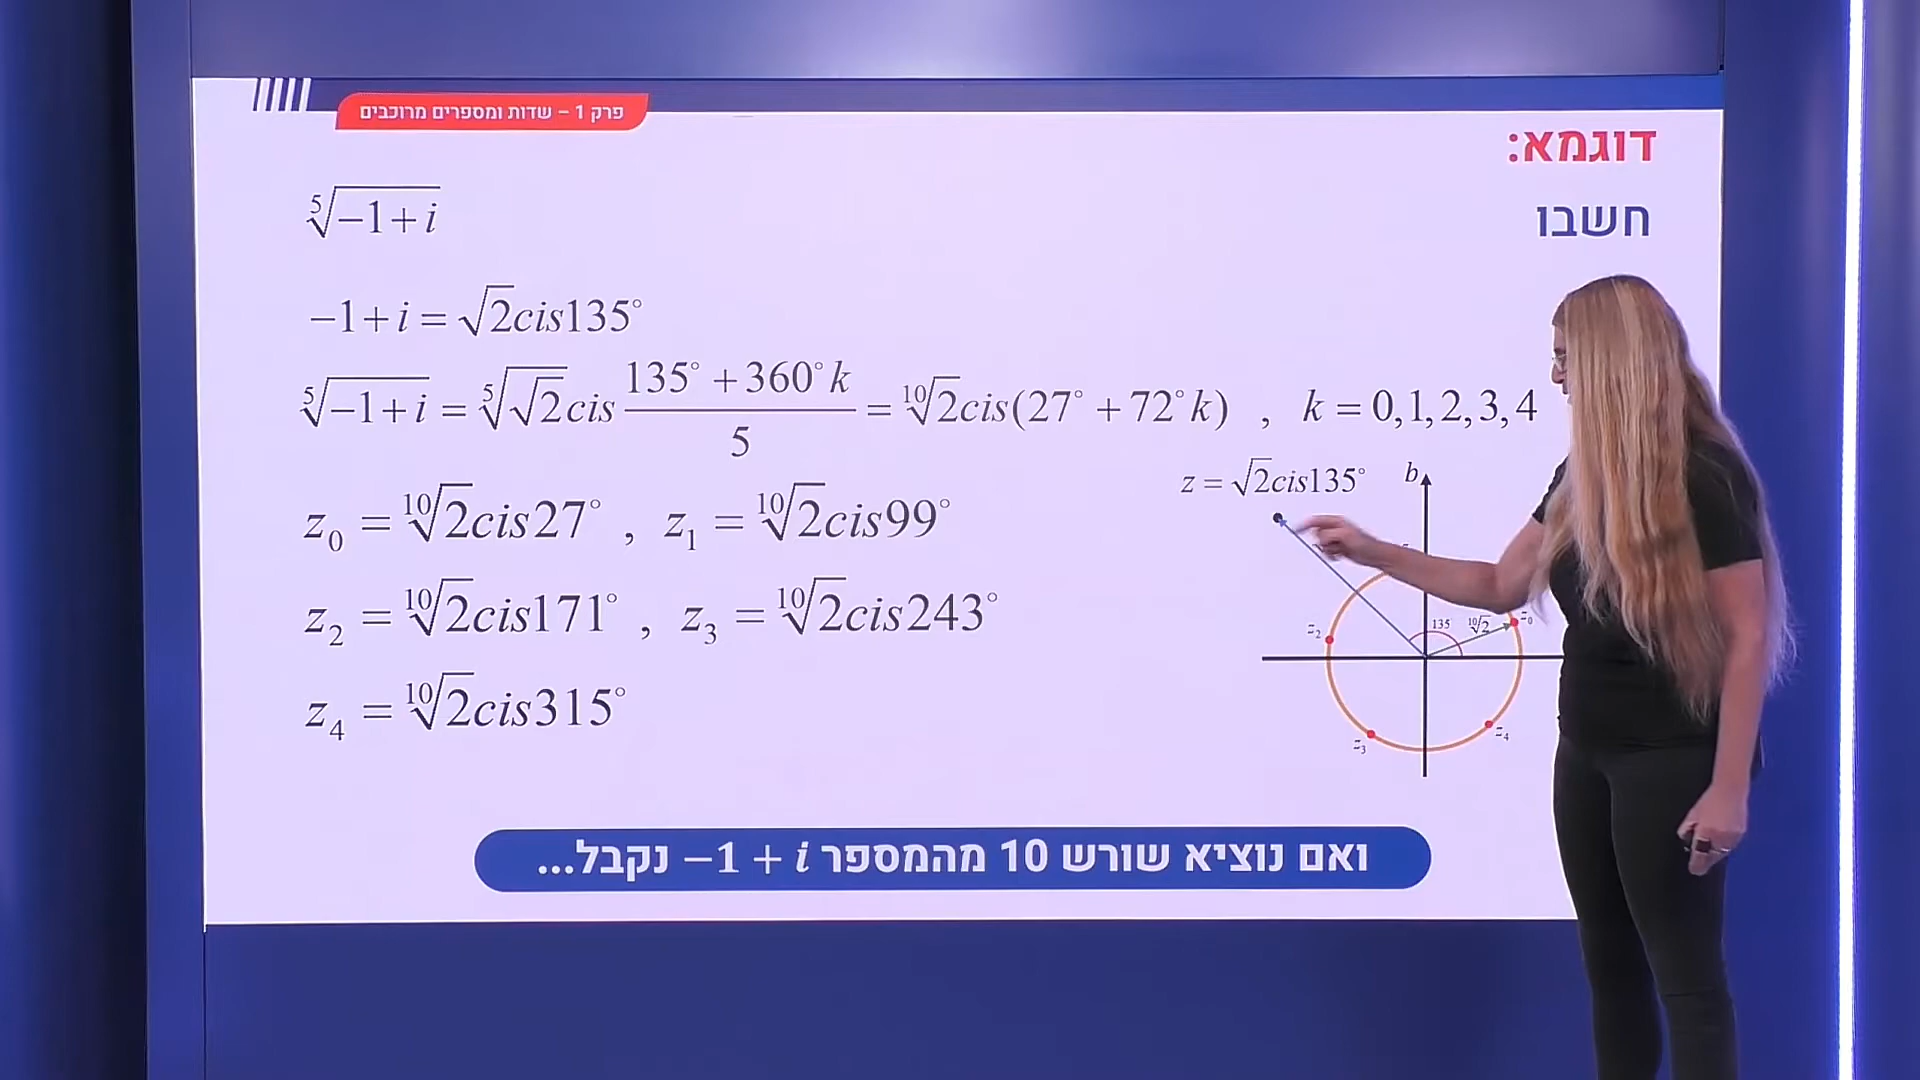 פרק 1 – שדות ומספרים מרוכבים
דוגמא:
חשבו
⁵√(−1+i)
−1+i = √2cis135°
⁵√(−1+i) = ⁵√(√2)cis (135° + 360°k)/5 = ¹⁰√2cis(27° + 72°k) , k = 0,1,2,3,4
z = √2cis135°
b
z₀ = ¹⁰√2cis27° , z₁ = ¹⁰√2cis99°
z₂ = ¹⁰√2cis171° , z₃ = ¹⁰√2cis243°
z₄ = ¹⁰√2cis315°
z₂
135
¹⁰√2
z₀
z₃
z₄
ואם נוציא שורש 10 מהמספר −1 + i נקבל...